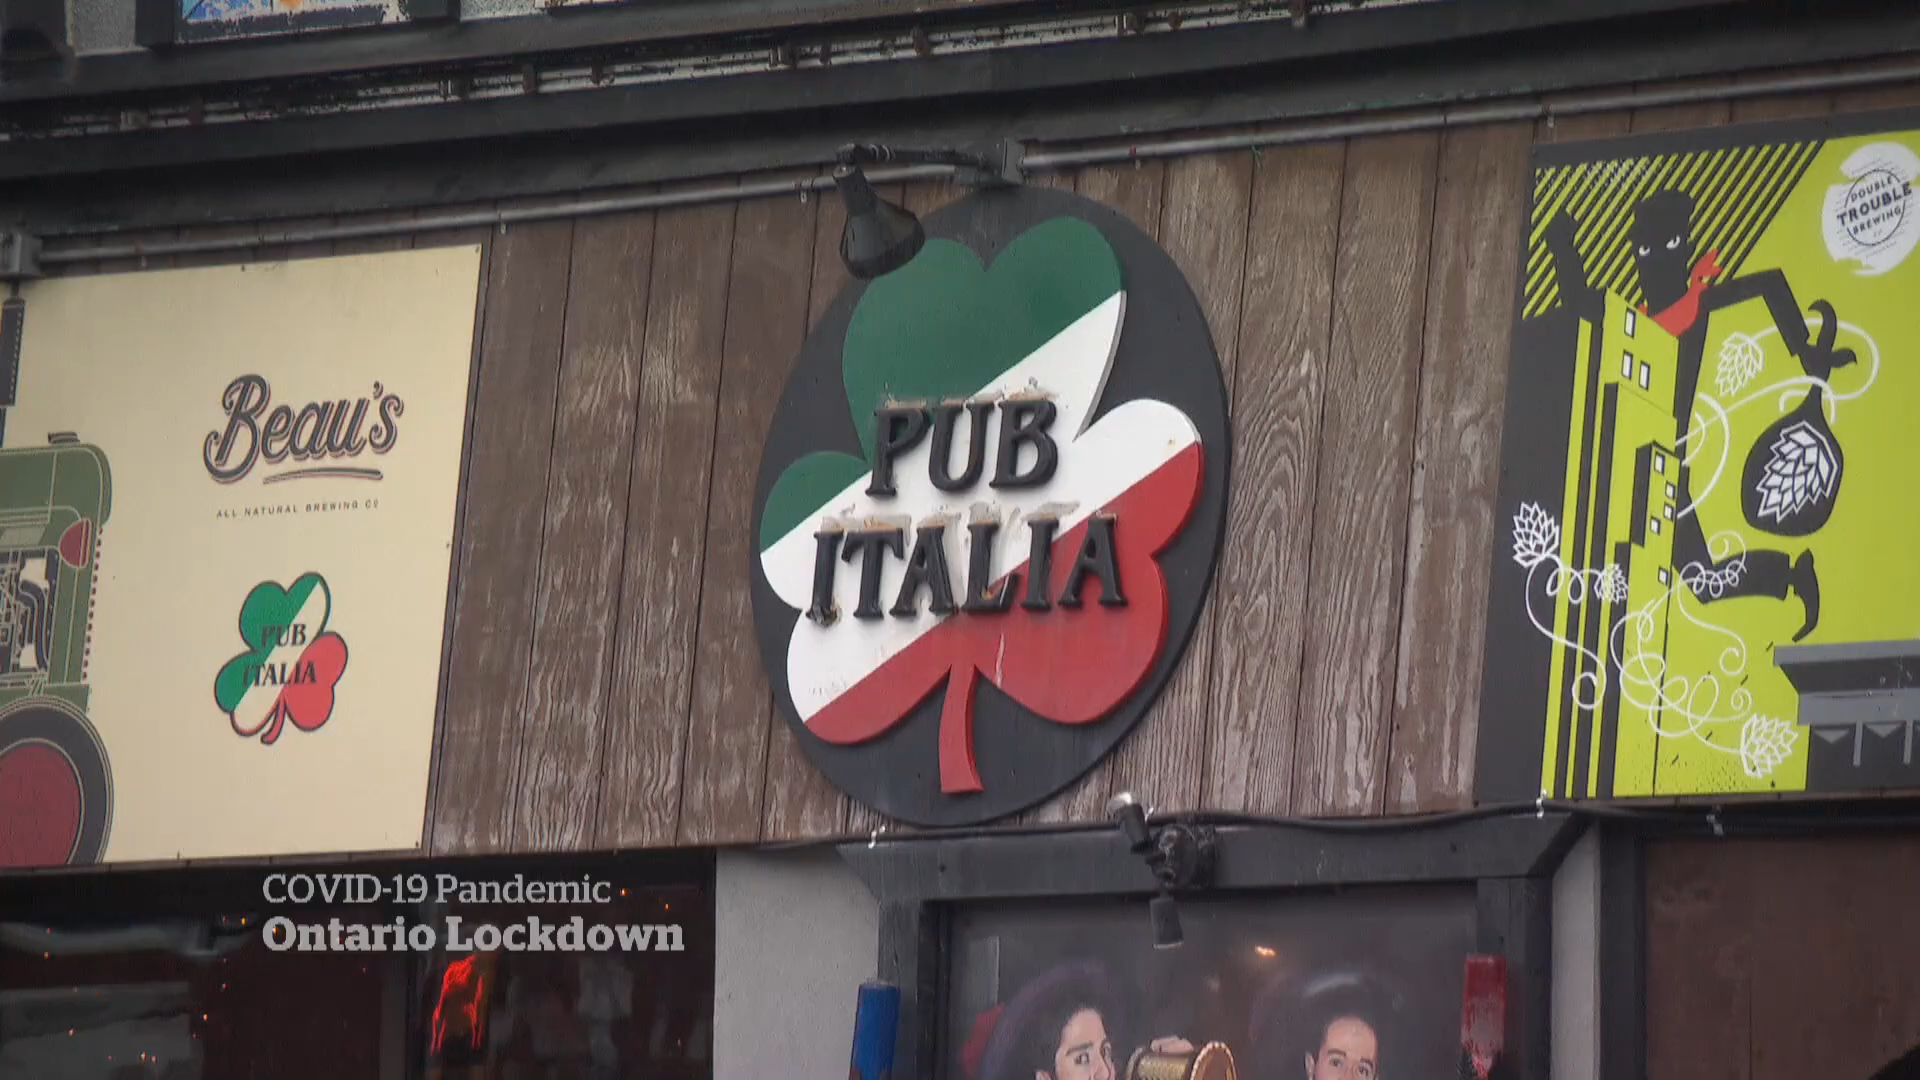 Beau's
ALL NATURAL BREWING Cº
PUB
ITALIA
PUB
ITALIA
DOUBLE
TROUBLE
BREWING
COVID-19 Pandemic
Ontario Lockdown